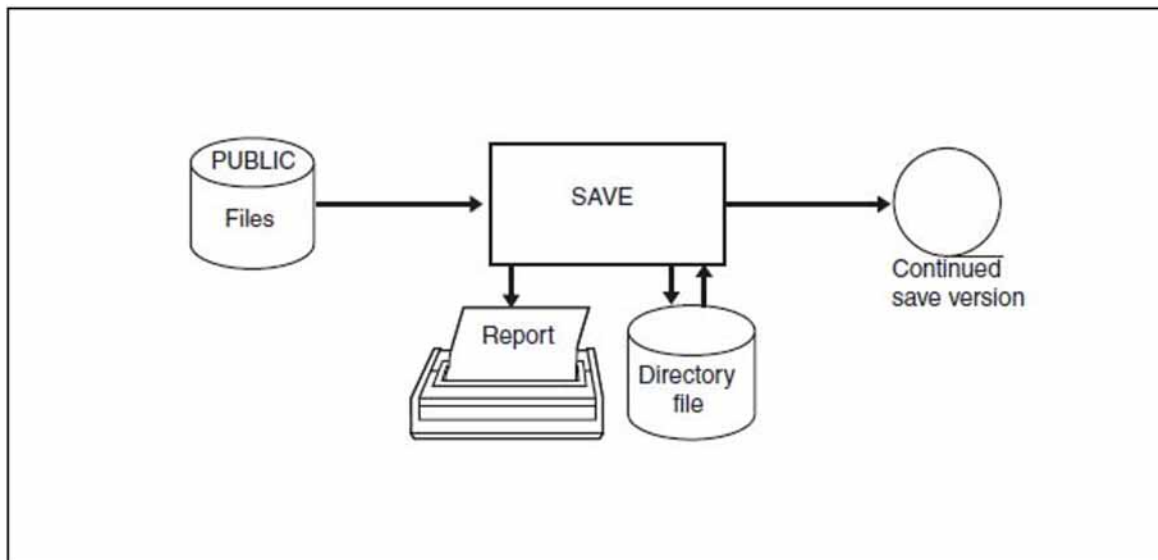 PUBLIC
Files
SAVE
Continued
save version
Report
Directory
file